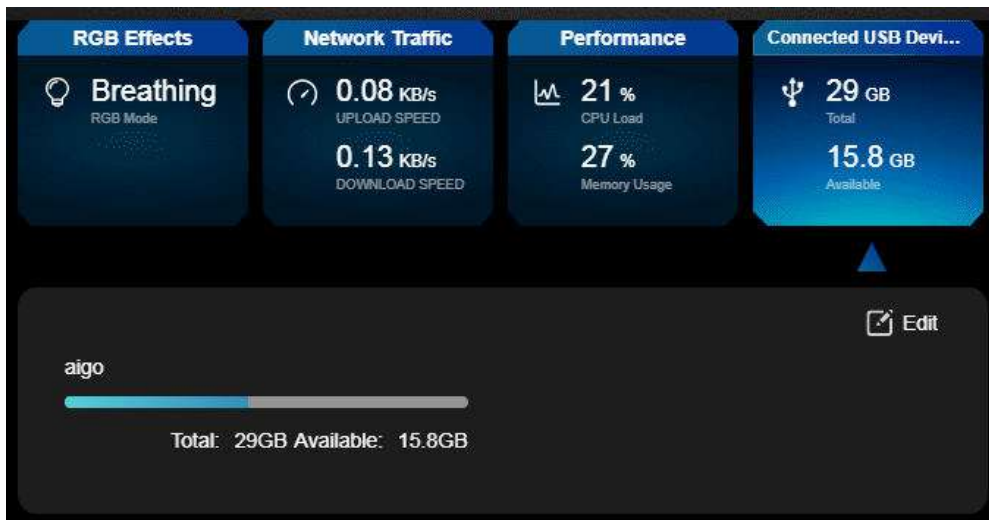 RGB Effects
Breathing
RGB Mode
Network Traffic
0.08 KB/s
UPLOAD SPEED
0.13 KB/s
DOWNLOAD SPEED
Performance
21 %
CPU Load
27 %
Memory Usage
Connected USB Devi...
29 GB
Total
15.8 GB
Available
Edit
aigo
Total: 29GB Available: 15.8GB